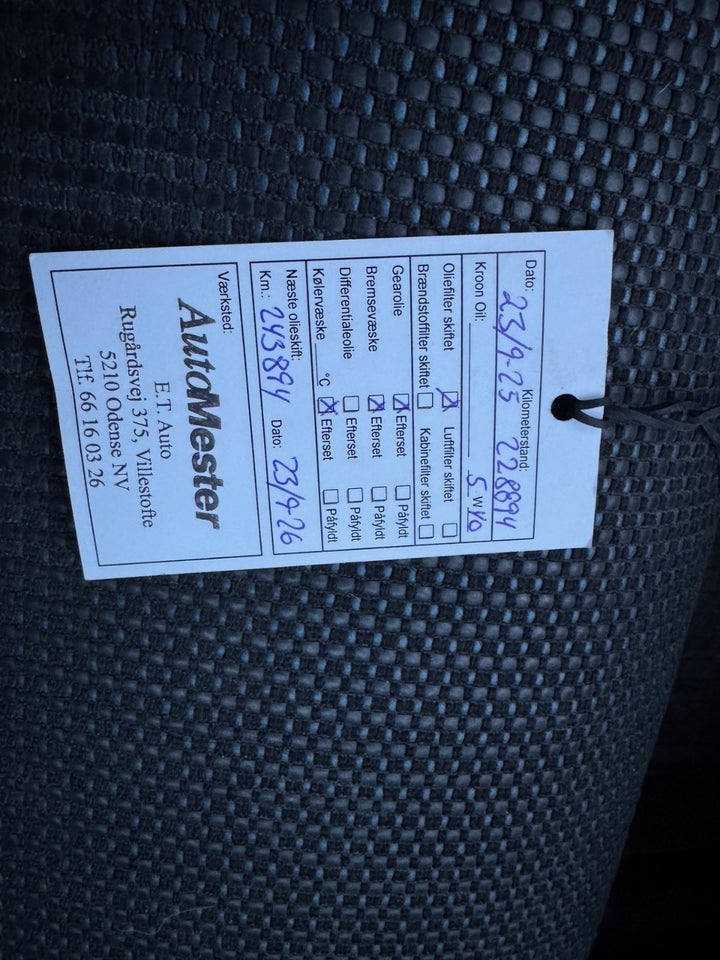 Dato: Kilometerstand:
23/9-25 228894
Kroon Oil: 5 W 40
Oliefilter skiftet Luftfilter skiftet
Brændstoffilter skiftet Kabinefilter skiftet
Gearolie Efterset Påfyldt
Bremsevæske Efterset Påfyldt
Differentialeolie Efterset Påfyldt
Kølervæske °C Efterset Påfyldt
Næste olieskift:
Km.: 243894 Dato: 23/9-26
Værksted:
AutoMester
E.T. Auto
Rugårdsvej 375, Villestofte
5210 Odense NV
Tlf. 66 16 03 26